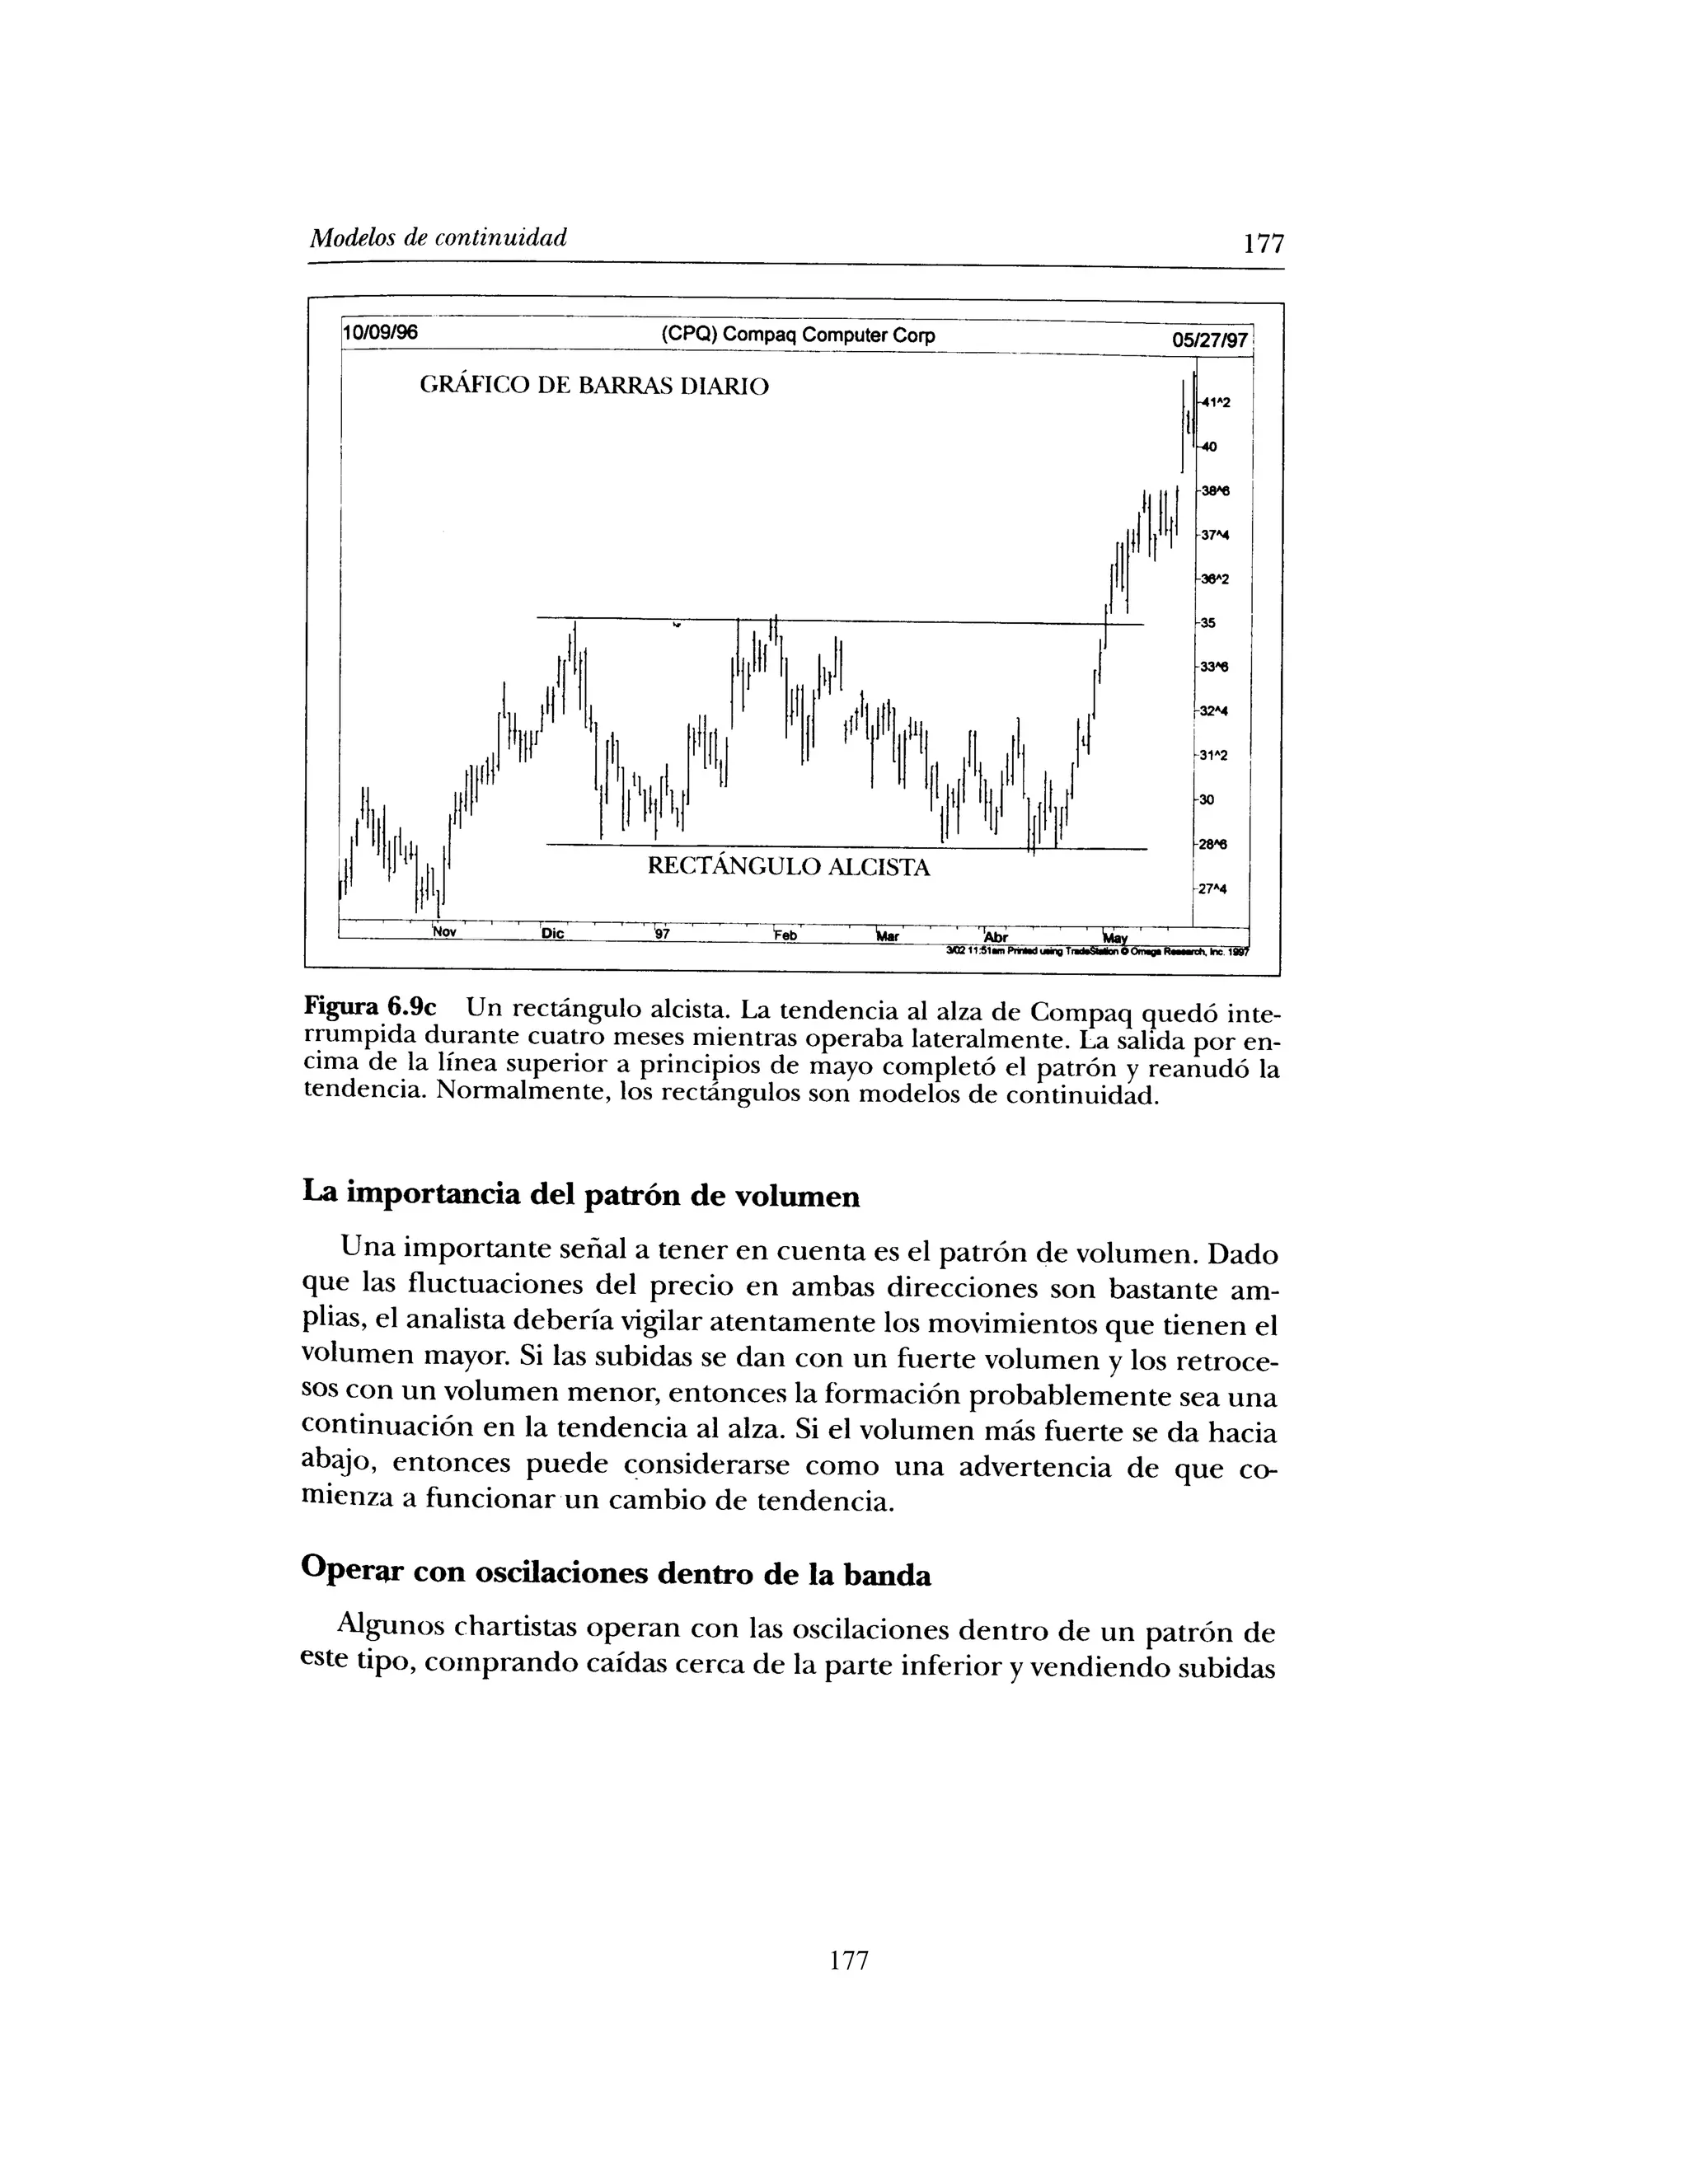 Modelos de continuidad 177
10/09/96 (CPQ) Compaq Computer Corp 05/27/97
GRÁFICO DE BARRAS DIARIO
41^2
40
38^6
37^4
36^2
35
33^6
32^4
31^2
30
28^6
27^4
RECTÁNGULO ALCISTA
Nov Dic 97 Feb Mar Abr May
3/02 11:51am Printed using TradeStation © Omega Research, Inc. 1997
Figura 6.9c Un rectángulo alcista. La tendencia al alza de Compaq quedó inte-
rrumpida durante cuatro meses mientras operaba lateralmente. La salida por en-
cima de la línea superior a principios de mayo completó el patrón y reanudó la
tendencia. Normalmente, los rectángulos son modelos de continuidad.
La importancia del patrón de volumen
Una importante señal a tener en cuenta es el patrón de volumen. Dado
que las fluctuaciones del precio en ambas direcciones son bastante am-
plias, el analista debería vigilar atentamente los movimientos que tienen el
volumen mayor. Si las subidas se dan con un fuerte volumen y los retroce-
sos con un volumen menor, entonces la formación probablemente sea una
continuación en la tendencia al alza. Si el volumen más fuerte se da hacia
abajo, entonces puede considerarse como una advertencia de que co-
mienza a funcionar un cambio de tendencia.
Operar con oscilaciones dentro de la banda
Algunos chartistas operan con las oscilaciones dentro de un patrón de
este tipo, comprando caídas cerca de la parte inferior y vendiendo subidas
177